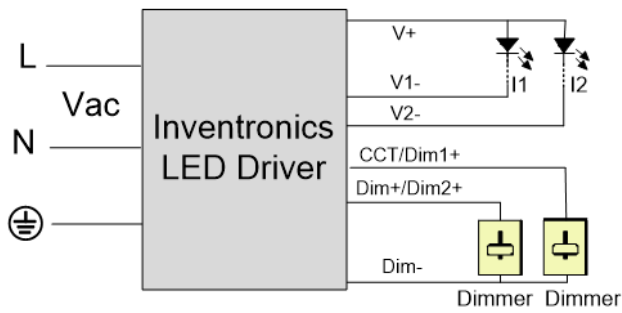 L
Vac
N
Inventronics
LED Driver
V+
V1-
I1
I2
V2-
CCT/Dim1+
Dim+/Dim2+
Dim-
Dimmer Dimmer